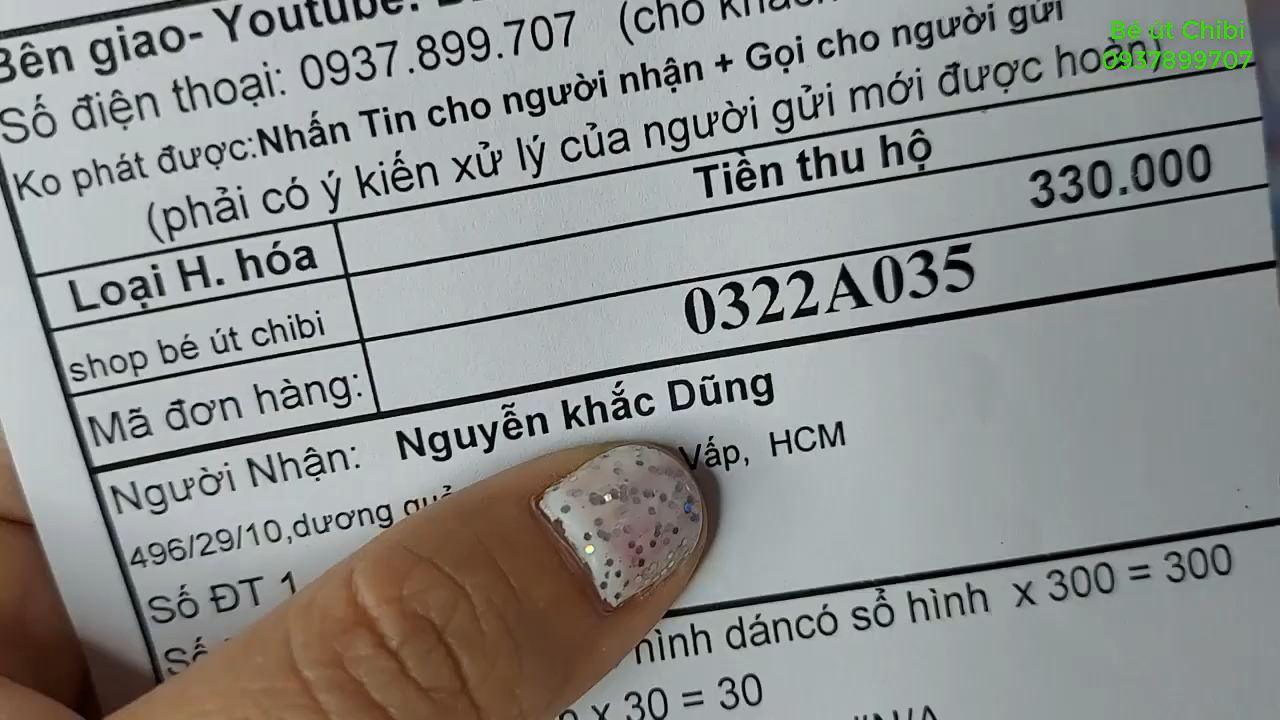 Bé út Chibi
0937899707
Bên giao- Youtube:
Số điện thoại: 0937.899.707 (cho
Ko phát được:Nhấn Tin cho người nhận + Gọi cho người gửi
(phải có ý kiến xử lý của người gửi mới được hoàn)
Loại H. hóa Tiền thu hộ
shop bé út chibi 330.000
Mã đơn hàng: 0322A035
Người Nhận: Nguyễn khắc Dũng
496/29/10,dương Vấp, HCM
Số ĐT 1
hình dáncó sổ hình x 300 = 300
x 30 = 30